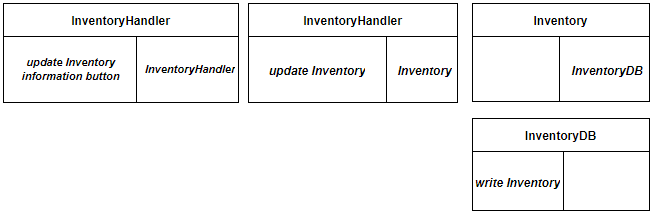 InventoryHandler
update Inventory
information button
InventoryHandler
InventoryHandler
update Inventory
Inventory
Inventory
InventoryDB
InventoryDB
write Inventory